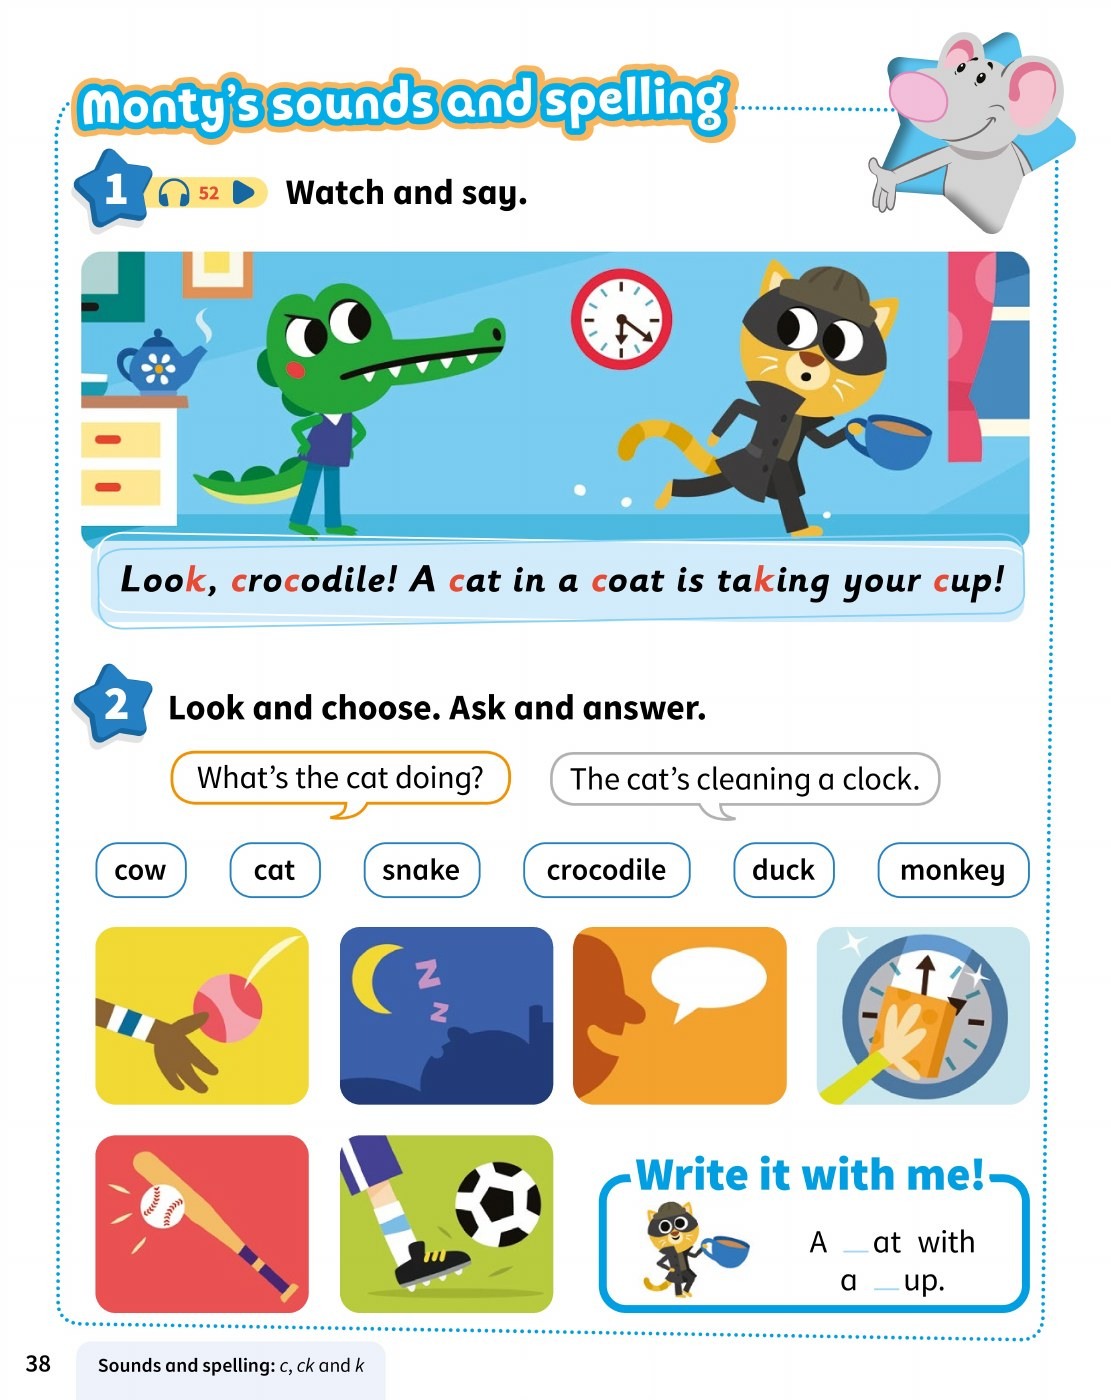 Monty's sounds and spelling
1 52 Watch and say.
Look, crocodile! A cat in a coat is taking your cup!
2 Look and choose. Ask and answer.
What's the cat doing? The cat's cleaning a clock.
cow cat snake crocodile duck monkey
Z
Z
Write it with me!
A __at with
a __up.
38 Sounds and spelling: c, ck and k